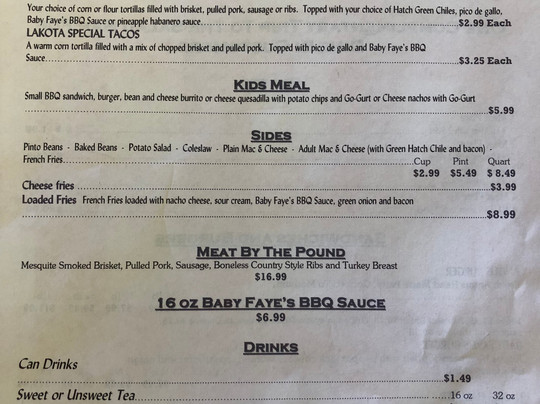 Your choice of corn or flour tortillas filled with brisket, pulled pork, sausage or ribs. Topped with your choice of Hatch Green Chiles, pico de gallo,
Baby Faye's BBQ Sauce or pineapple habanero sauce..........$2.99 Each
LAKOTA SPECIAL TACOS
A warm corn tortilla filled with a mix of chopped brisket and pulled pork. Topped with pico de gallo and Baby Faye's BBQ
Sauce..........$3.25 Each
KIDS MEAL
Small BBQ sandwich, burger, bean and cheese burrito or cheese quesadilla with potato chips and Go-Gurt or Cheese nachos with Go-Gurt
..........$5.99
SIDES
Pinto Beans - Baked Beans - Potato Salad - Coleslaw - Plain Mac & Cheese - Adult Mac & Cheese (with Green Hatch Chile and bacon) -
French Fries.......... Cup Pint Quart
$2.99 $5.49 $ 8.49
Cheese fries ..........$3.99
Loaded Fries French Fries loaded with nacho cheese, sour cream, Baby Faye's BBQ Sauce, green onion and bacon
..........$8.99
MEAT BY THE POUND
Mesquite Smoked Brisket, Pulled Pork, Sausage, Boneless Country Style Ribs and Turkey Breast
$16.99
16 OZ BABY FAYE'S BBQ SAUCE
$6.99
DRINKS
Can Drinks
..........$1.49
Sweet or Unsweet Tea..........16 oz 32 oz